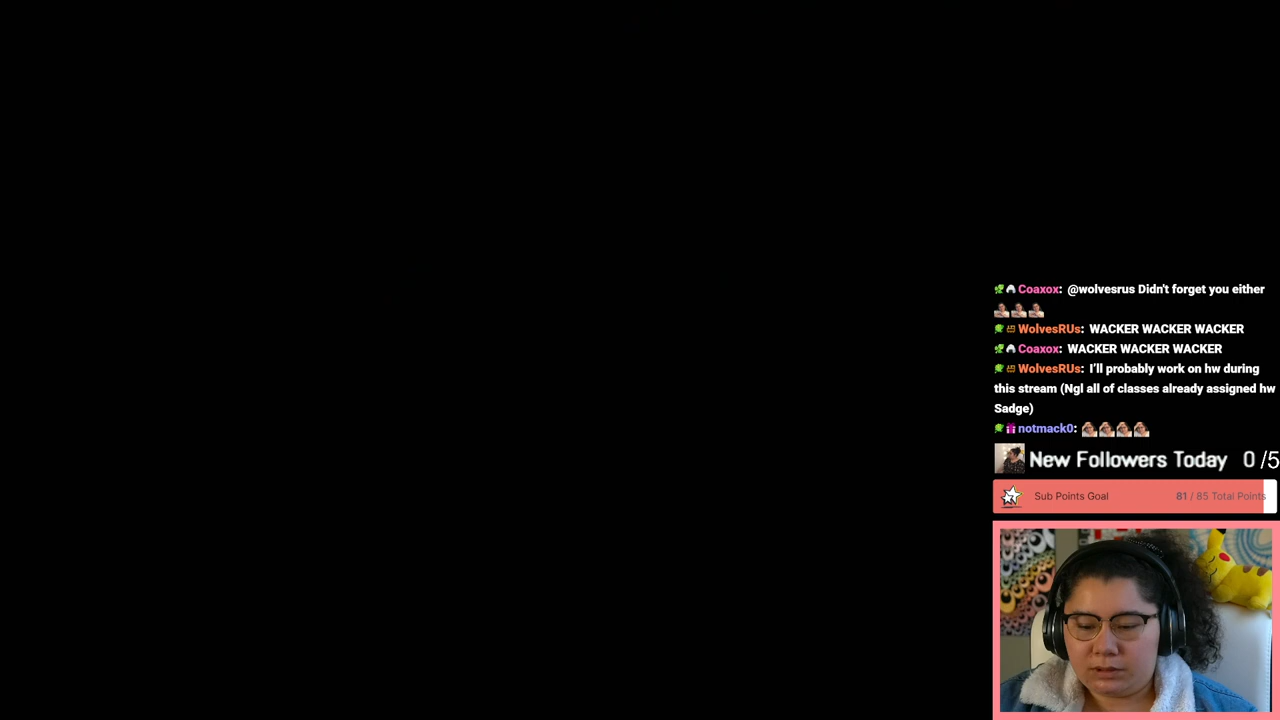 Coaxox: @wolvesrus Didn't forget you either
WolvesRUs: WACKER WACKER WACKER
Coaxox: WACKER WACKER WACKER
WolvesRUs: I'll probably work on hw during
this stream (Ngl all of classes already assigned hw
Sadge)
notmack0:
New Followers Today 0 /5
Sub Points Goal 81 / 85 Total Points